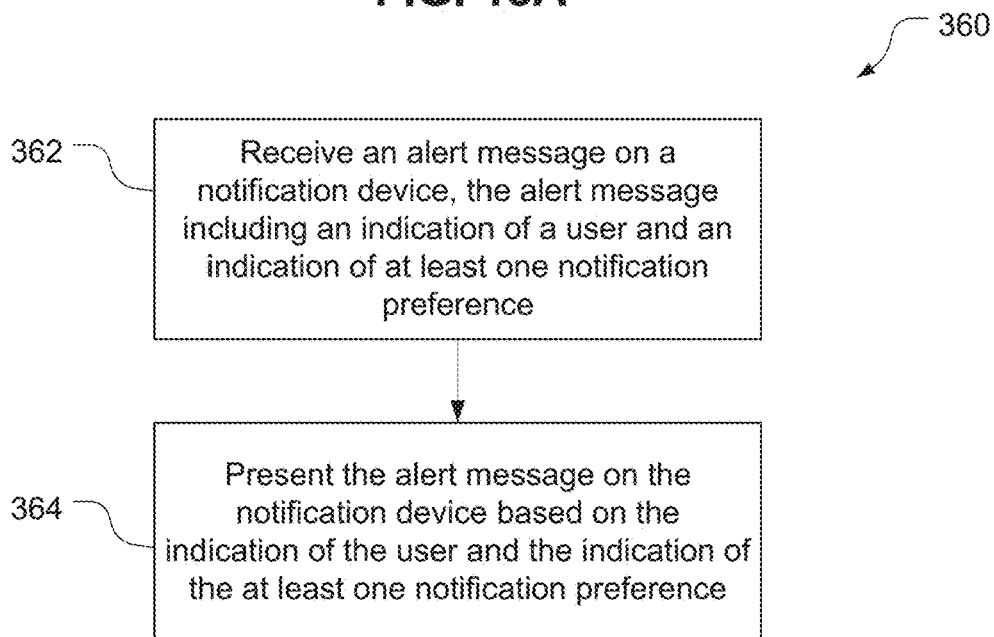 360
362
Receive an alert message on a
notification device, the alert message
including an indication of a user and an
indication of at least one notification
preference
364
Present the alert message on the
notification device based on the
indication of the user and the indication of
the at least one notification preference